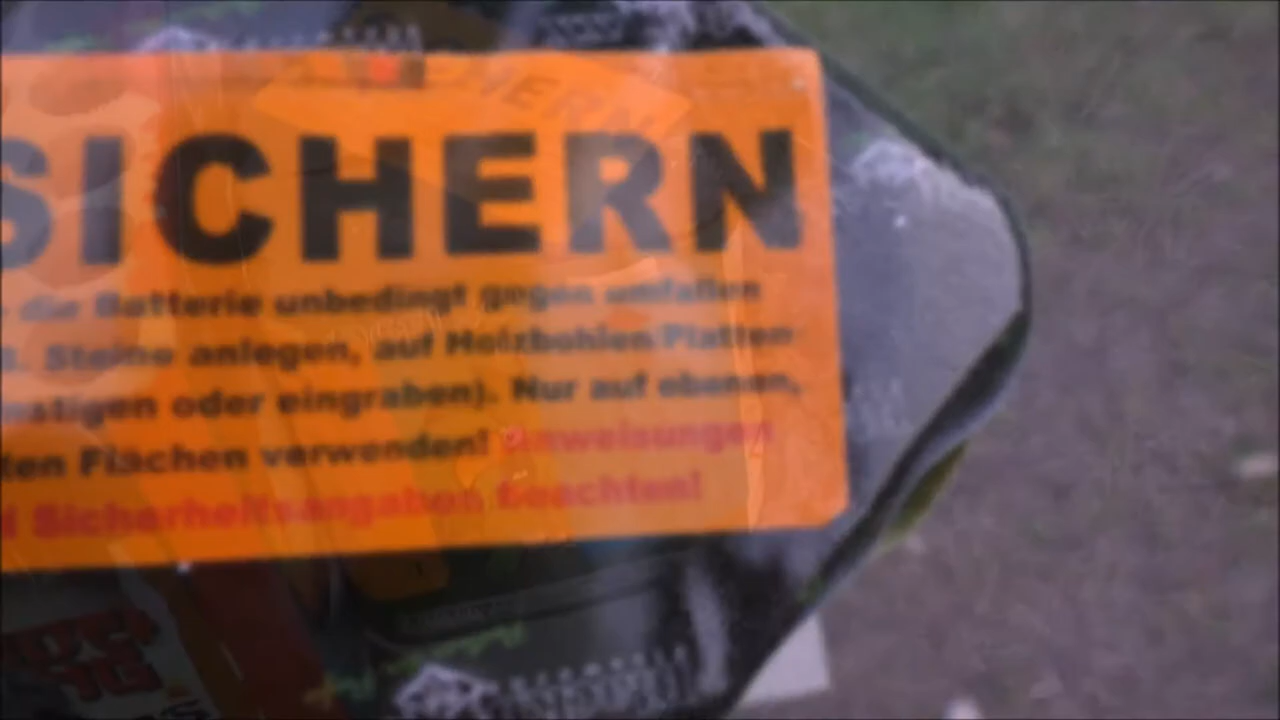 SICHERN
die Batterie unbedingt gegen umfallen
B. Steine anlegen, auf Holzbohlen/Platten-
oder eingraben). Nur auf ebenen,
Flächen verwenden! Anweisungen
Sicherheitsangaben beachten!